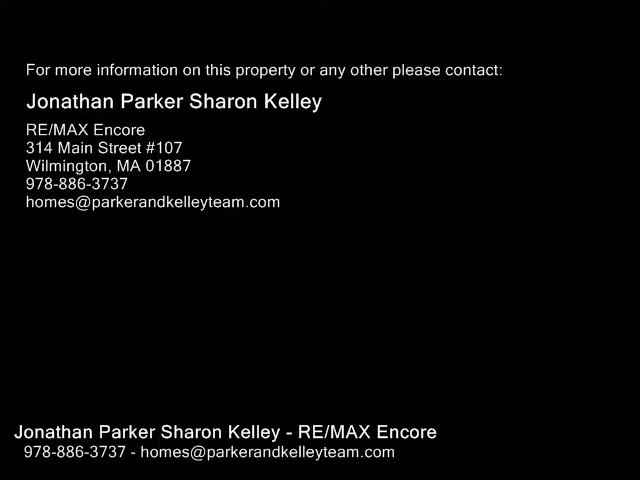 For more information on this property or any other please contact:
Jonathan Parker Sharon Kelley
RE/MAX Encore
314 Main Street #107
Wilmington, MA 01887
978-886-3737
homes@parkerandkelleyteam.com
Jonathan Parker Sharon Kelley - RE/MAX Encore
978-886-3737 - homes@parkerandkelleyteam.com